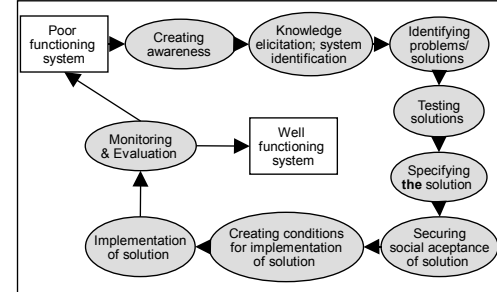 Poor
functioning
system
Creating
awareness
Knowledge
elicitation; system
identification
Identifying
problems/
solutions
Testing
solutions
Specifying
the solution
Securing
social aceptance
of solution
Creating conditions
for implementation
of solution
Implementation
of solution
Monitoring
& Evaluation
Well
functioning
system